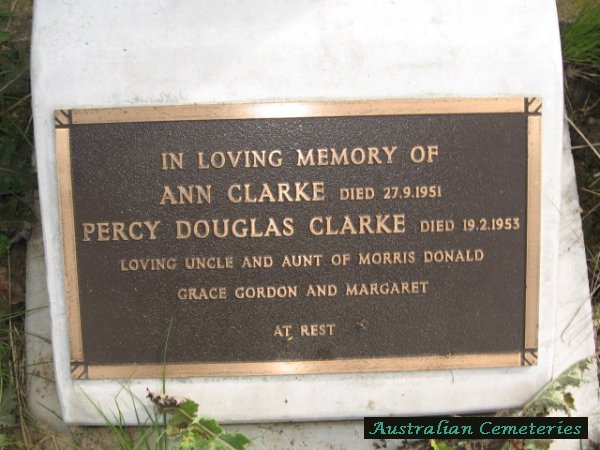 IN LOVING MEMORY OF
ANN CLARKE DIED 27.9.1951
PERCY DOUGLAS CLARKE DIED 19.2.1953
LOVING UNCLE AND AUNT OF MORRIS DONALD
GRACE GORDON AND MARGARET
AT REST
Australian Cemeteries